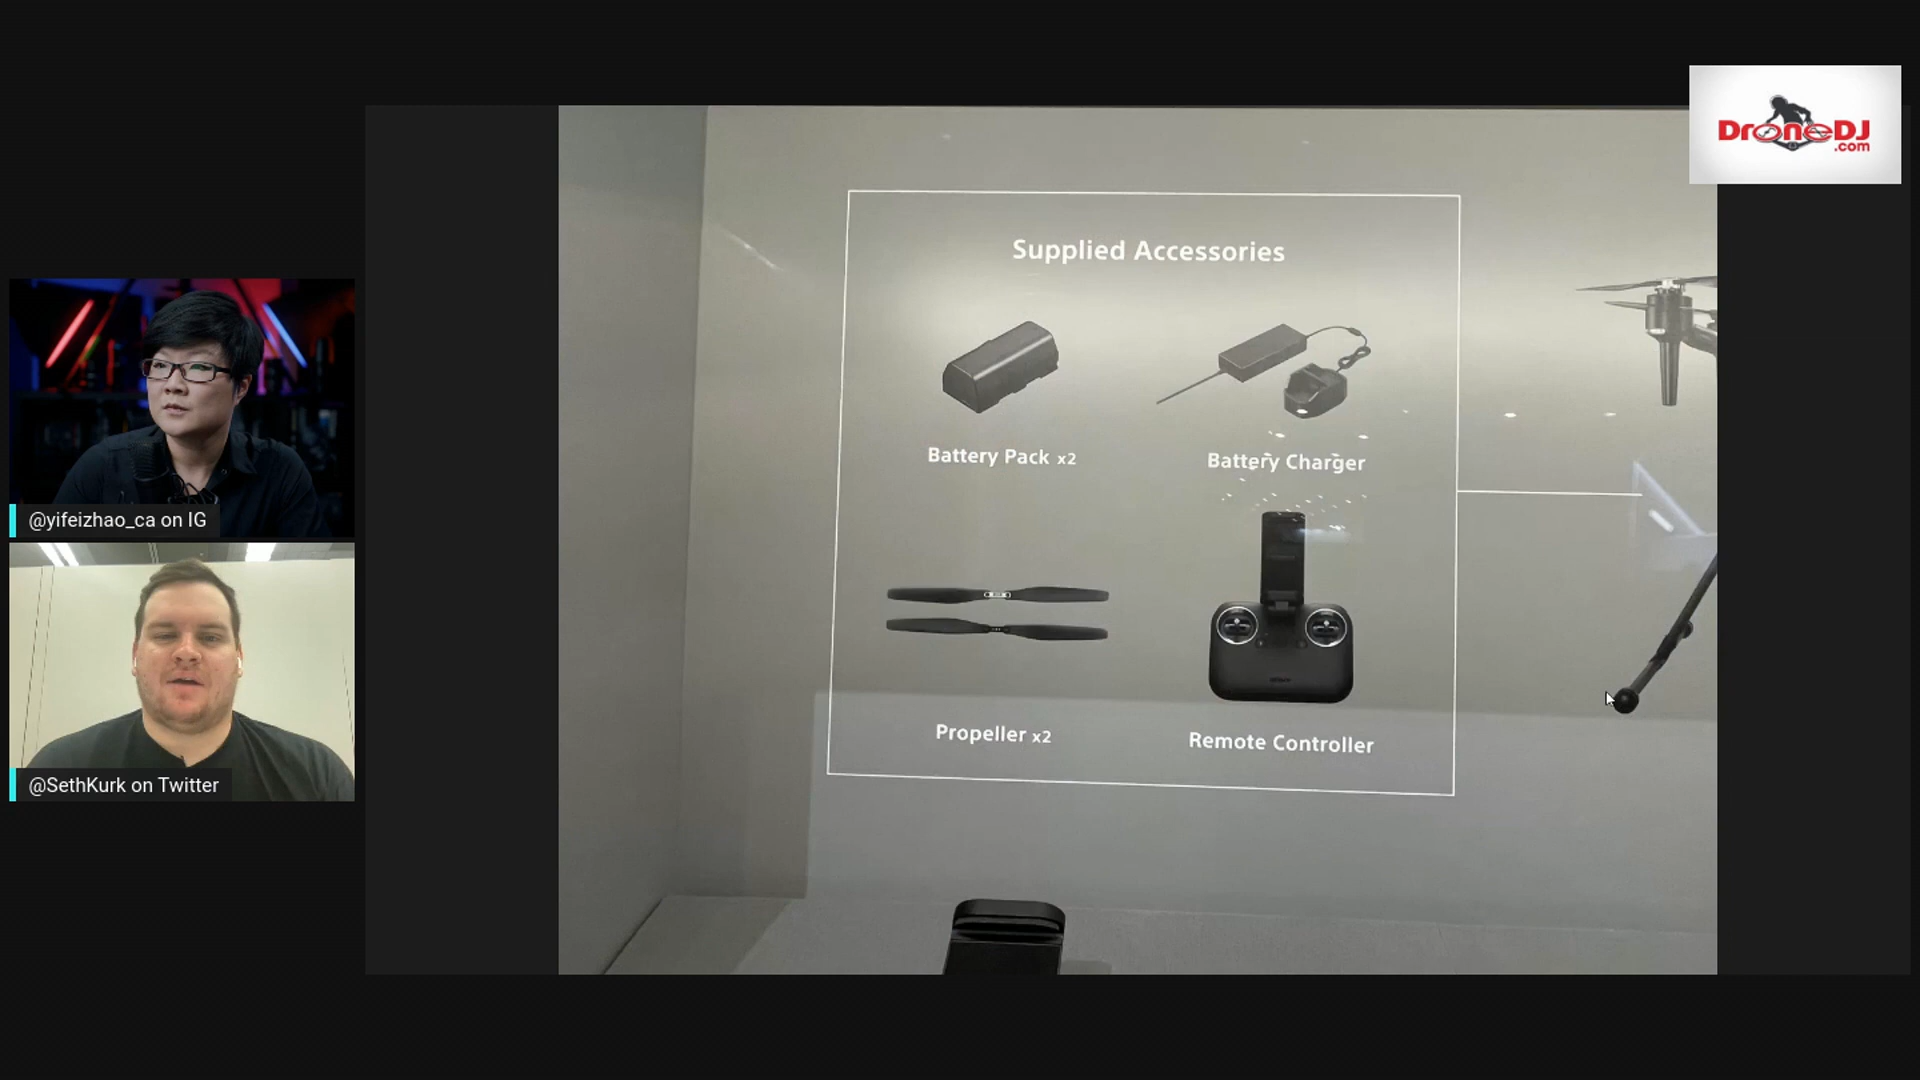 DroneDJ
.com
Supplied Accessories
Battery Pack x2
Battery Charger
Propeller x2
Remote Controller
@yifeizhao_ca on IG
@SethKurk on Twitter